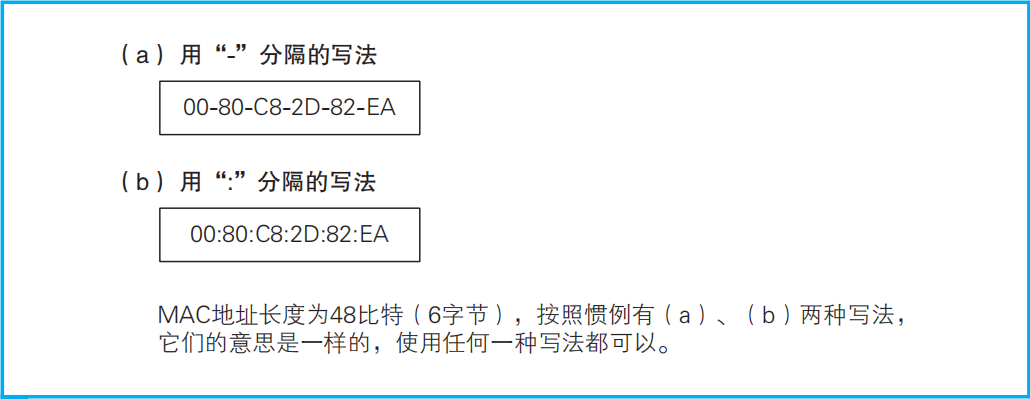 （a）用“-”分隔的写法
00-80-C8-2D-82-EA
（b）用“:”分隔的写法
00:80:C8:2D:82:EA
MAC地址长度为48比特（6字节），按照惯例有（a）、（b）两种写法，
它们的意思是一样的，使用任何一种写法都可以。